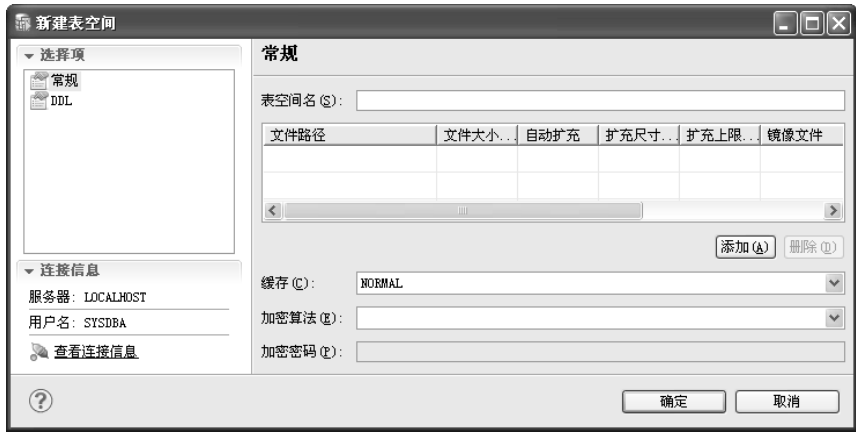 新建表空间
选择项
常规
DDL
连接信息
服务器: LOCALHOST
用户名: SYSDBA
查看连接信息
常规
表空间名(S):
文件路径 文件大小... 自动扩充 扩充尺寸... 扩充上限... 镜像文件
添加(A) 删除(D)
缓存(C): NORMAL
加密算法(E):
加密密码(P):
确定 取消